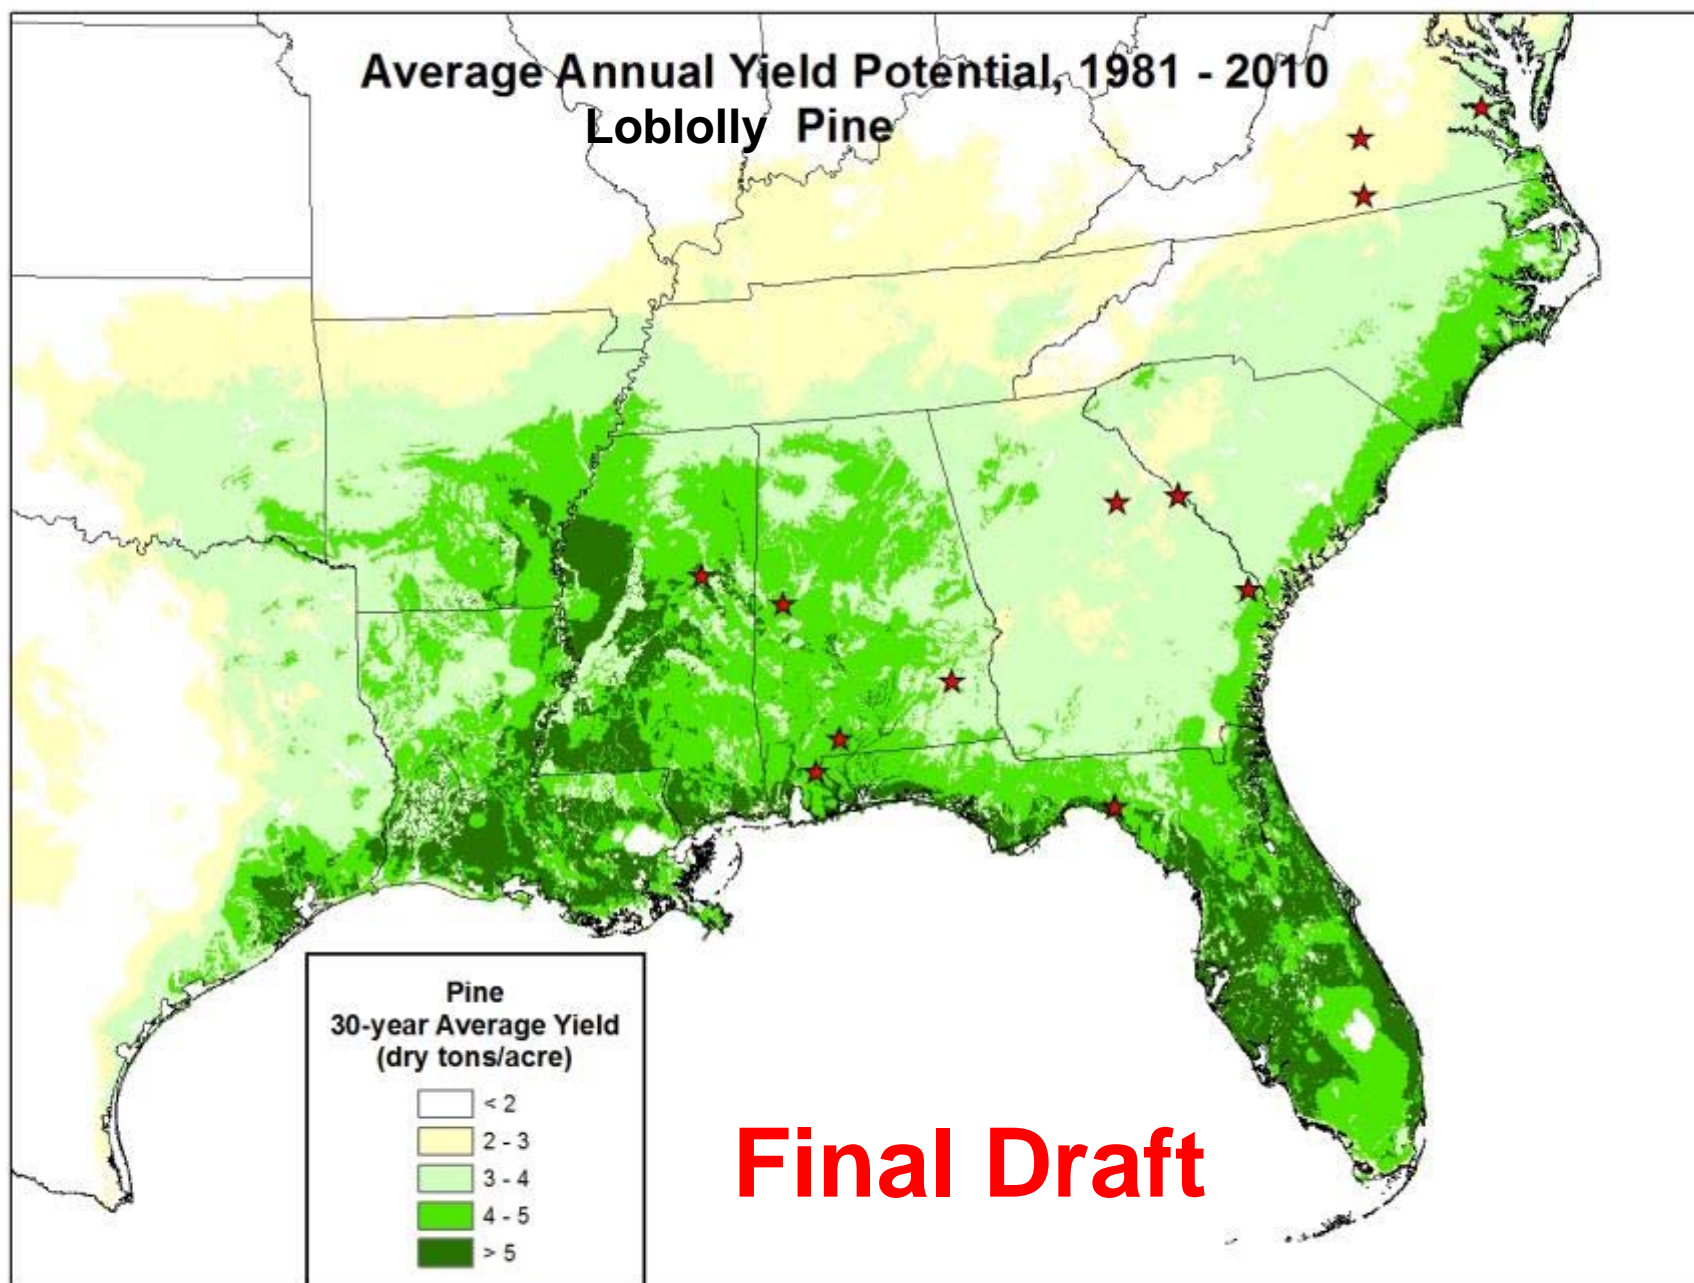 Average Annual Yield Potential, 1981 - 2010
Loblolly Pine
Pine
30-year Average Yield
(dry tons/acre)
< 2
2 - 3
3 - 4
4 - 5
> 5
Final Draft